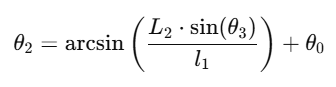 θ₂ = arcsin ( (L₂ · sin(θ₃)) / l₁ ) + θ₀